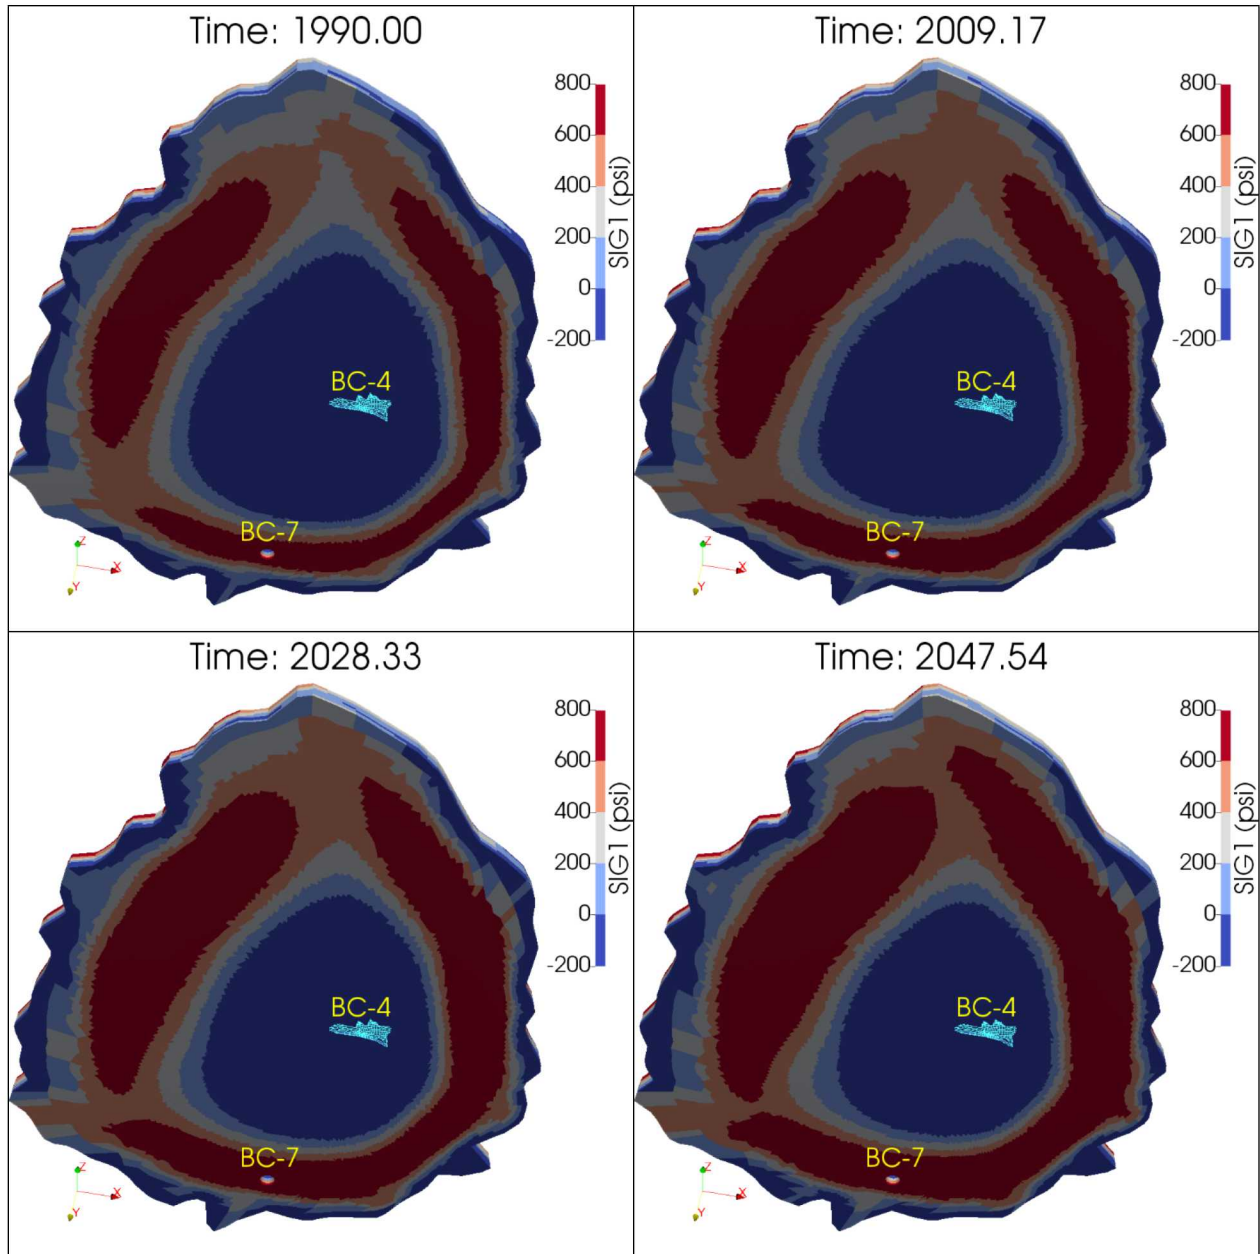 Time: 1990.00
800
600
400
200
0
-200
SIG1 (psi)
BC-4
BC-7
Z
X
Y
Time: 2009.17
800
600
400
200
0
-200
SIG1 (psi)
BC-4
BC-7
Z
X
Y
Time: 2028.33
800
600
400
200
0
-200
SIG1 (psi)
BC-4
BC-7
Z
X
Y
Time: 2047.54
800
600
400
200
0
-200
SIG1 (psi)
BC-4
BC-7
Z
X
Y